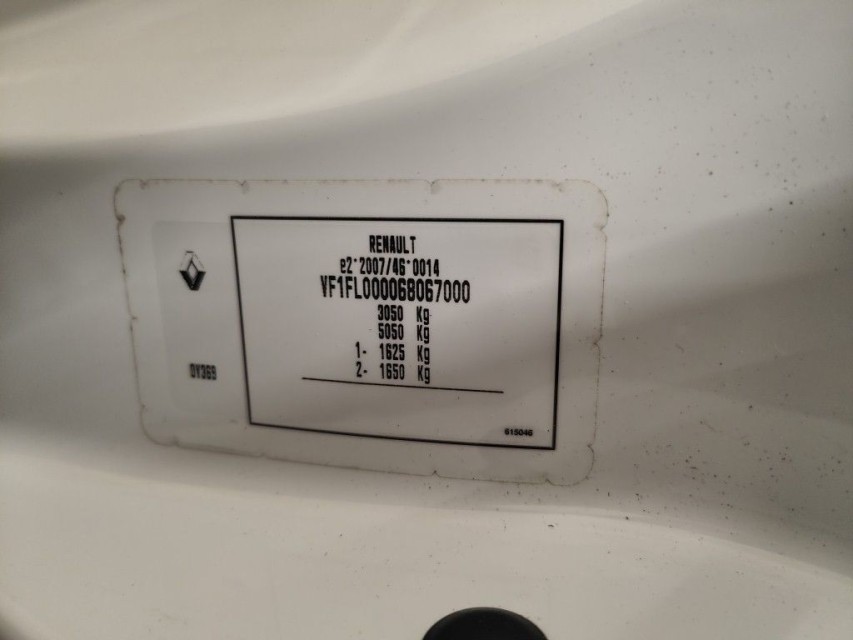 RENAULT
e2*2007/46*0014
VF1FL000068067000
3050 Kg
5050 Kg
1- 1625 Kg
2- 1650 Kg
DY369
615046